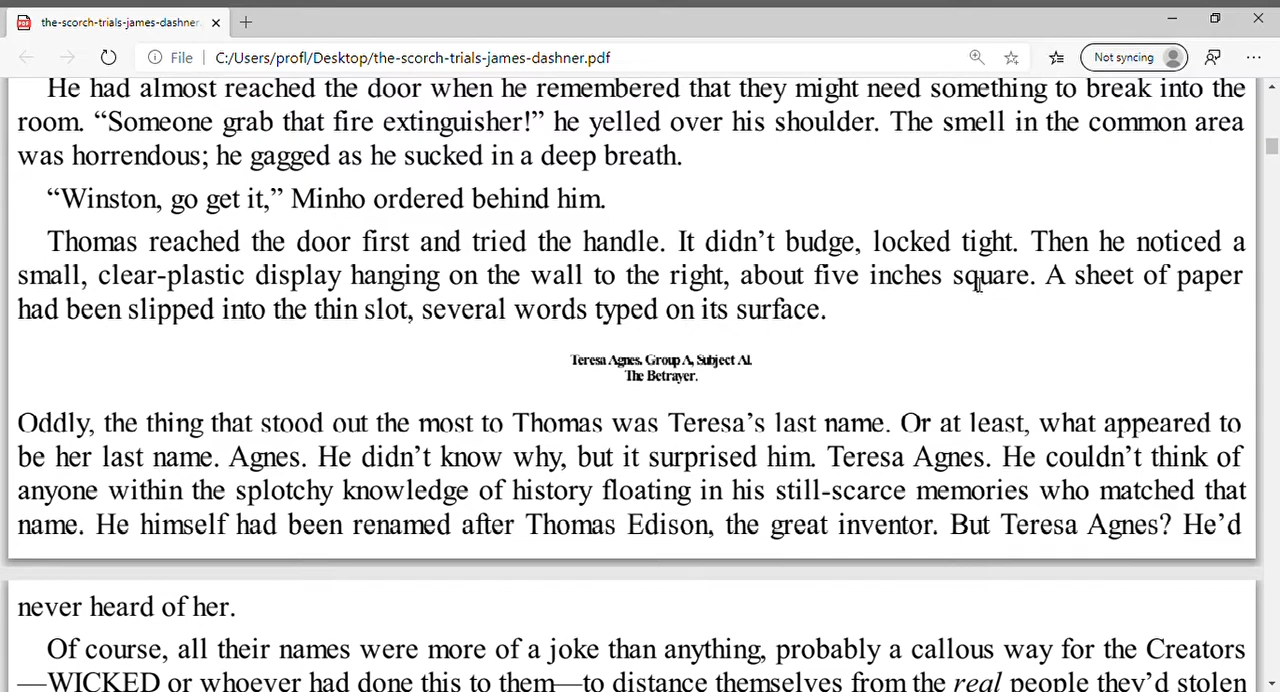 the-scorch-trials-james-dashner.
File
C:/Users/profl/Desktop/the-scorch-trials-james-dashner.pdf
Not syncing
He had almost reached the door when he remembered that they might need something to break into the
room. “Someone grab that fire extinguisher!” he yelled over his shoulder. The smell in the common area
was horrendous; he gagged as he sucked in a deep breath.
“Winston, go get it,” Minho ordered behind him.
Thomas reached the door first and tried the handle. It didn’t budge, locked tight. Then he noticed a
small, clear-plastic display hanging on the wall to the right, about five inches square. A sheet of paper
had been slipped into the thin slot, several words typed on its surface.
Teresa Agnes. Group A, Subject A1.
The Betrayer.
Oddly, the thing that stood out the most to Thomas was Teresa’s last name. Or at least, what appeared to
be her last name. Agnes. He didn’t know why, but it surprised him. Teresa Agnes. He couldn’t think of
anyone within the splotchy knowledge of history floating in his still-scarce memories who matched that
name. He himself had been renamed after Thomas Edison, the great inventor. But Teresa Agnes? He’d
never heard of her.
Of course, all their names were more of a joke than anything, probably a callous way for the Creators
—WICKED or whoever had done this to them—to distance themselves from the real people they’d stolen